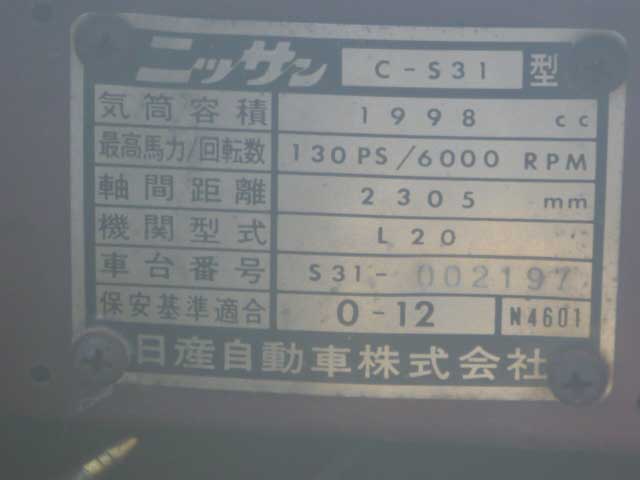 ニッサン C-S31 型
気筒容積 1998 cc
最高馬力/回転数 130PS/6000 RPM
軸間距離 2305 mm
機関型式 L20
車台番号 S31-002197
保安基準適合 0-12 N4601
日産自動車株式会社